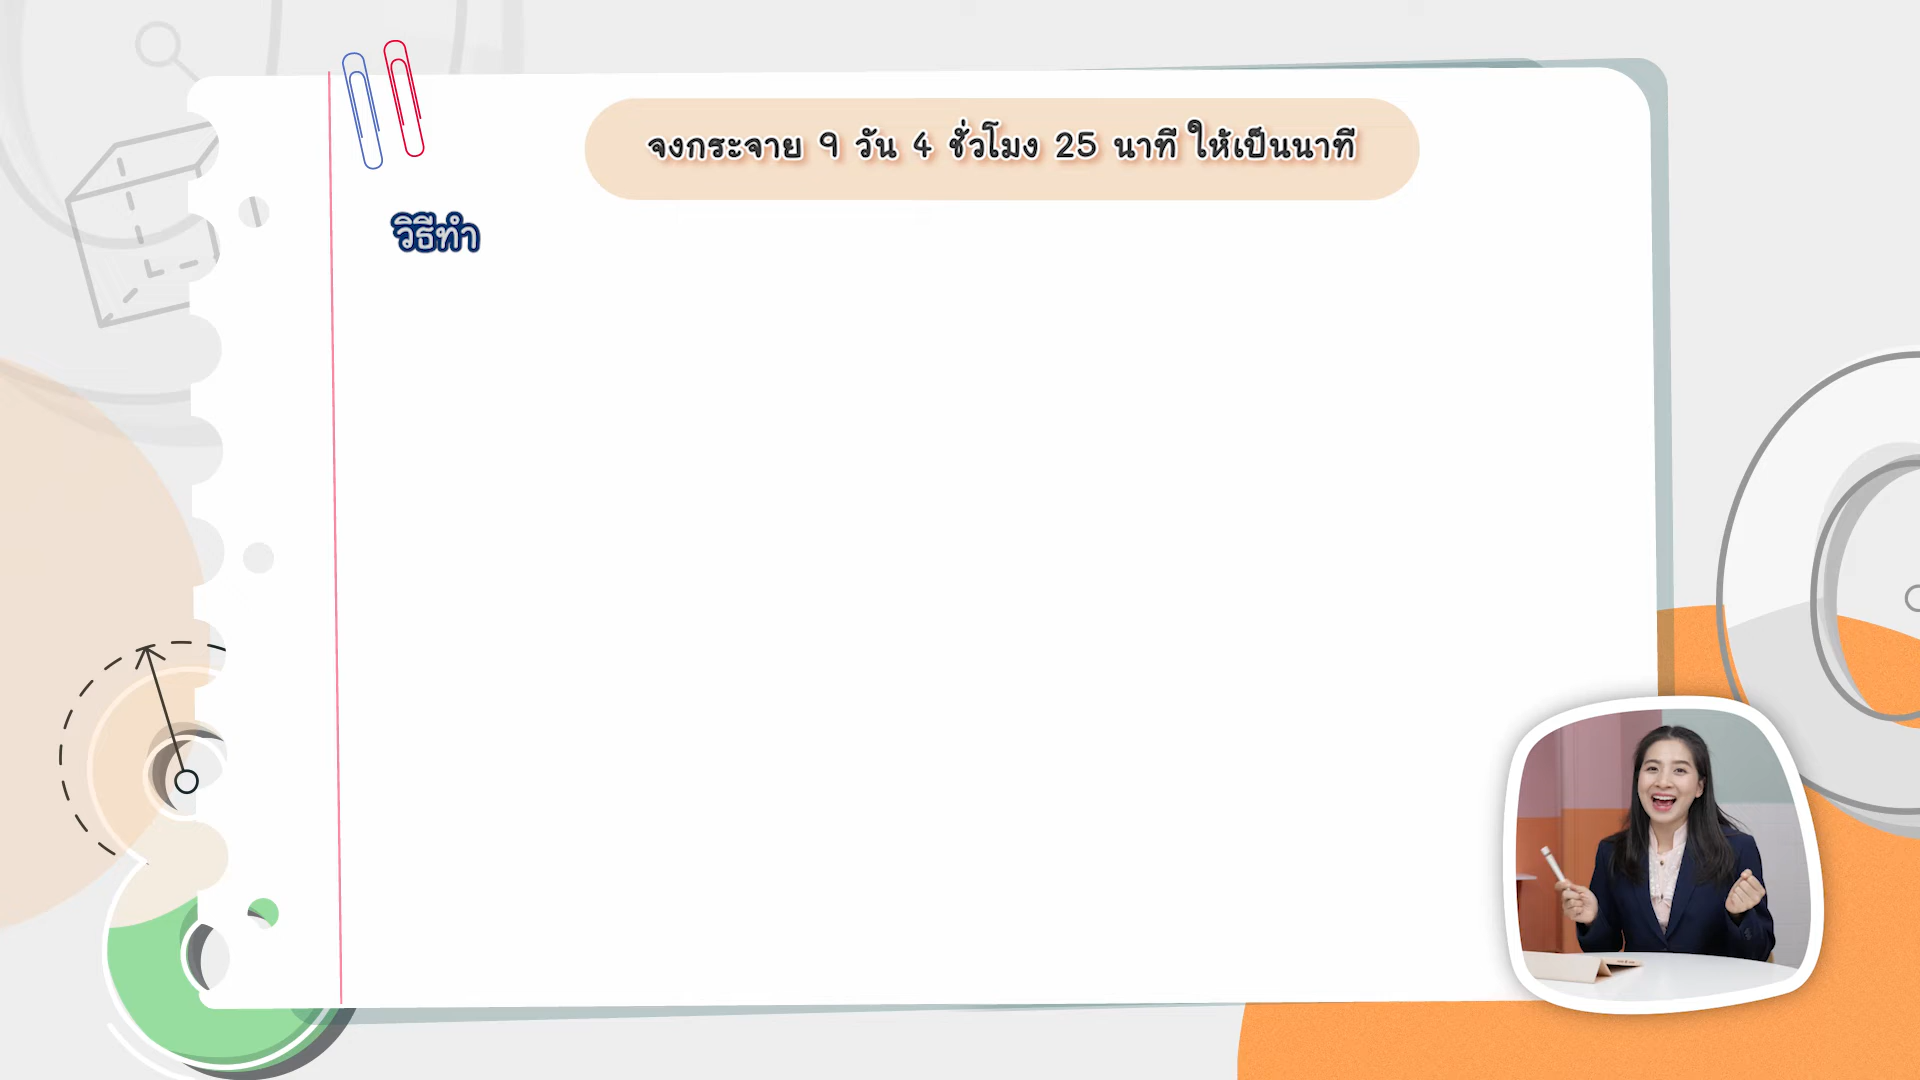 จงกระจาย 9 วัน 4 ชั่วโมง 25 นาที ให้เป็นนาที
วิธีทำ